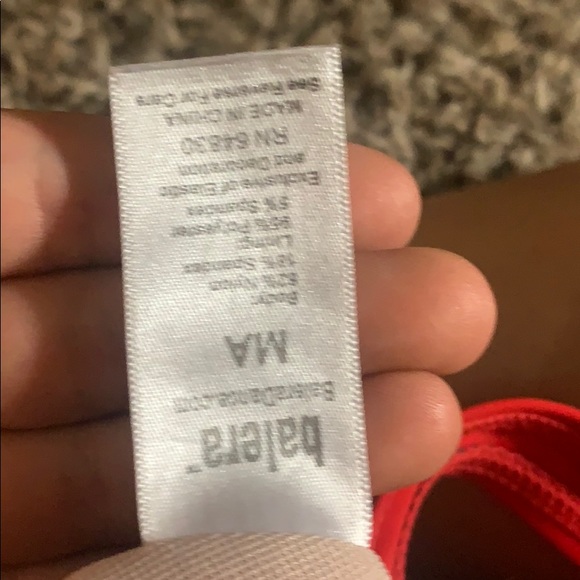 balera™
BaleraDance.com
MA
Body:
82% Nylon
18% Spandex
Lining:
95% Polyester
5% Spandex
Exclusive of Elastic
and Decoration
RN 64830
MADE IN CHINA
See Reverse For Care